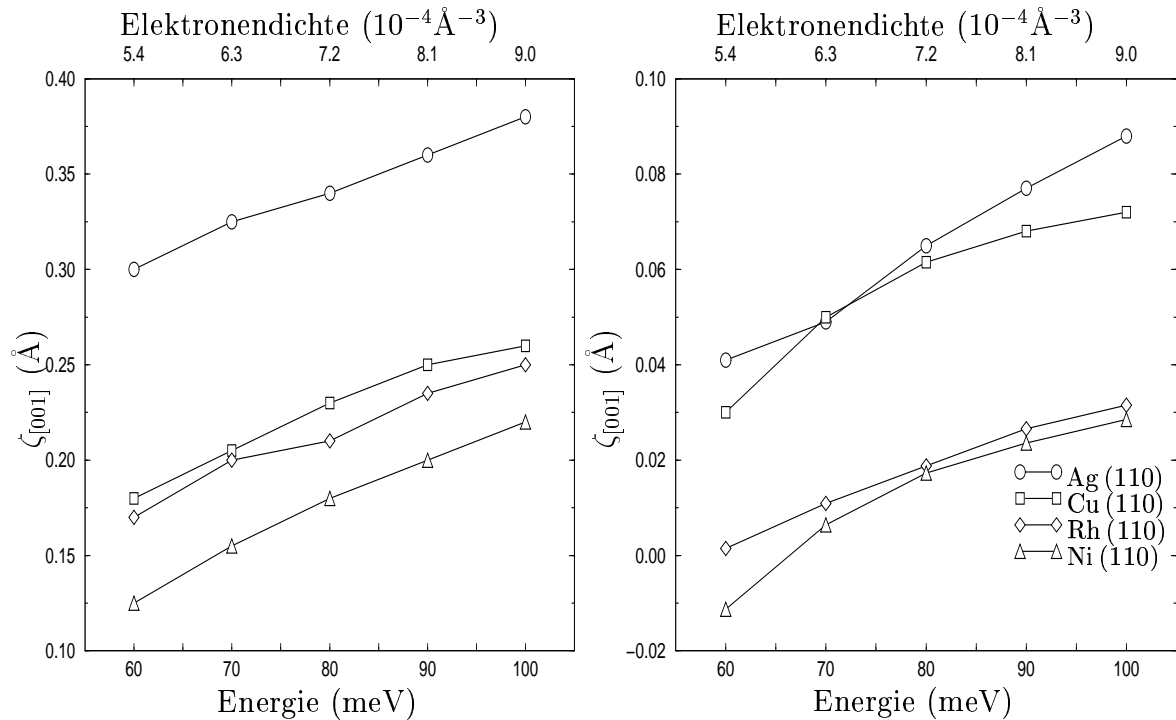 Elektronendichte (10⁻⁴Å⁻³)
5.4 6.3 7.2 8.1 9.0
0.40
0.35
0.30
0.25
0.20
0.15
0.10
ζ[001] (Å)
60 70 80 90 100
Energie (meV)
Elektronendichte (10⁻⁴Å⁻³)
5.4 6.3 7.2 8.1 9.0
0.10
0.08
0.06
0.04
0.02
0.00
−0.02
ζ[001] (Å)
Ag (110)
Cu (110)
Rh (110)
Ni (110)
60 70 80 90 100
Energie (meV)